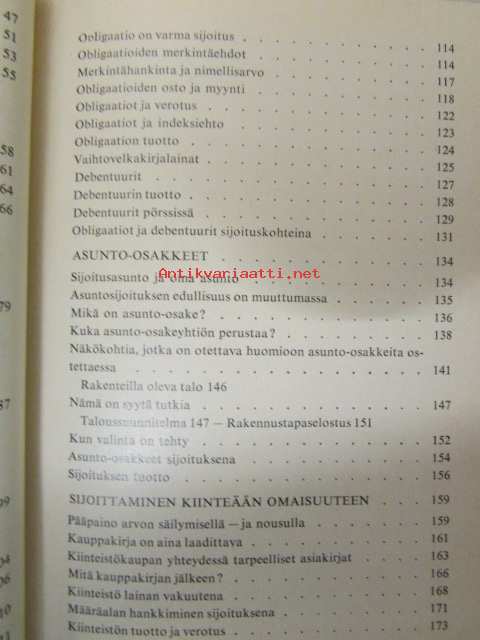 47
51
53
55
58
61
64
66
Obligaatio on varma sijoitus . . . . . . . . . 114
Obligaatioiden merkintäehdot . . . . . . . . . 114
Merkintähankinta ja nimellisarvo . . . . . . . . 117
Obligaatioiden osto ja myynti . . . . . . . . . 118
Obligaatiot ja verotus . . . . . . . . . . . 122
Obligaatiot ja indeksiehto . . . . . . . . . . 123
Obligaation tuotto . . . . . . . . . . . . 124
Vaihtovelkakirjalainat . . . . . . . . . . . 125
Debentuurit . . . . . . . . . . . . . . 127
Debentuurin tuotto . . . . . . . . . . . . 128
Debentuurit pörssissä . . . . . . . . . . . 129
Obligaatiot ja debentuurit sijoituskohteina . . . . . 131
ASUNTO-OSAKKEET . . . . . . . . . . . 134
Sijoitusasunto ja oma asunto . . . . . . . . . 134
Antikvariaatti.net
Asuntosijoituksen edullisuus on muuttumassa . . . . 135
Mikä on asunto-osake? . . . . . . . . . . . 136
Kuka asunto-osakeyhtiön perustaa? . . . . . . . 138
Näkökohtia, jotka on otettava huomioon asunto-osakkeita os-
tettaessa . . . . . . . . . . . . . . 141
Rakenteilla oleva talo 146
Nämä on syytä tutkia . . . . . . . . . . . 147
Taloussuunnitelma 147 — Rakennustapaselostus 151
Kun valinta on tehty . . . . . . . . . . . 152
Asunto-osakkeet sijoituksena . . . . . . . . . 154
Sijoituksen tuotto . . . . . . . . . . . . 156
SIJOITTAMINEN KIINTEÄÄN OMAISUUTEEN . . . 159
Pääpaino arvon säilymisellä — ja nousulla . . . . . 159
Kauppakirja on aina laadittava . . . . . . . . 161
Kiinteistökaupan yhteydessä tarpeelliset asiakirjat . . . 163
Mitä kauppakirjan jälkeen? . . . . . . . . . 166
Kiinteistö lainan vakuutena . . . . . . . . . 168
Määräalan hankkiminen sijoituksena . . . . . . . 171
Kiinteistön tuotto ja verotus . . . . . . . . . 173